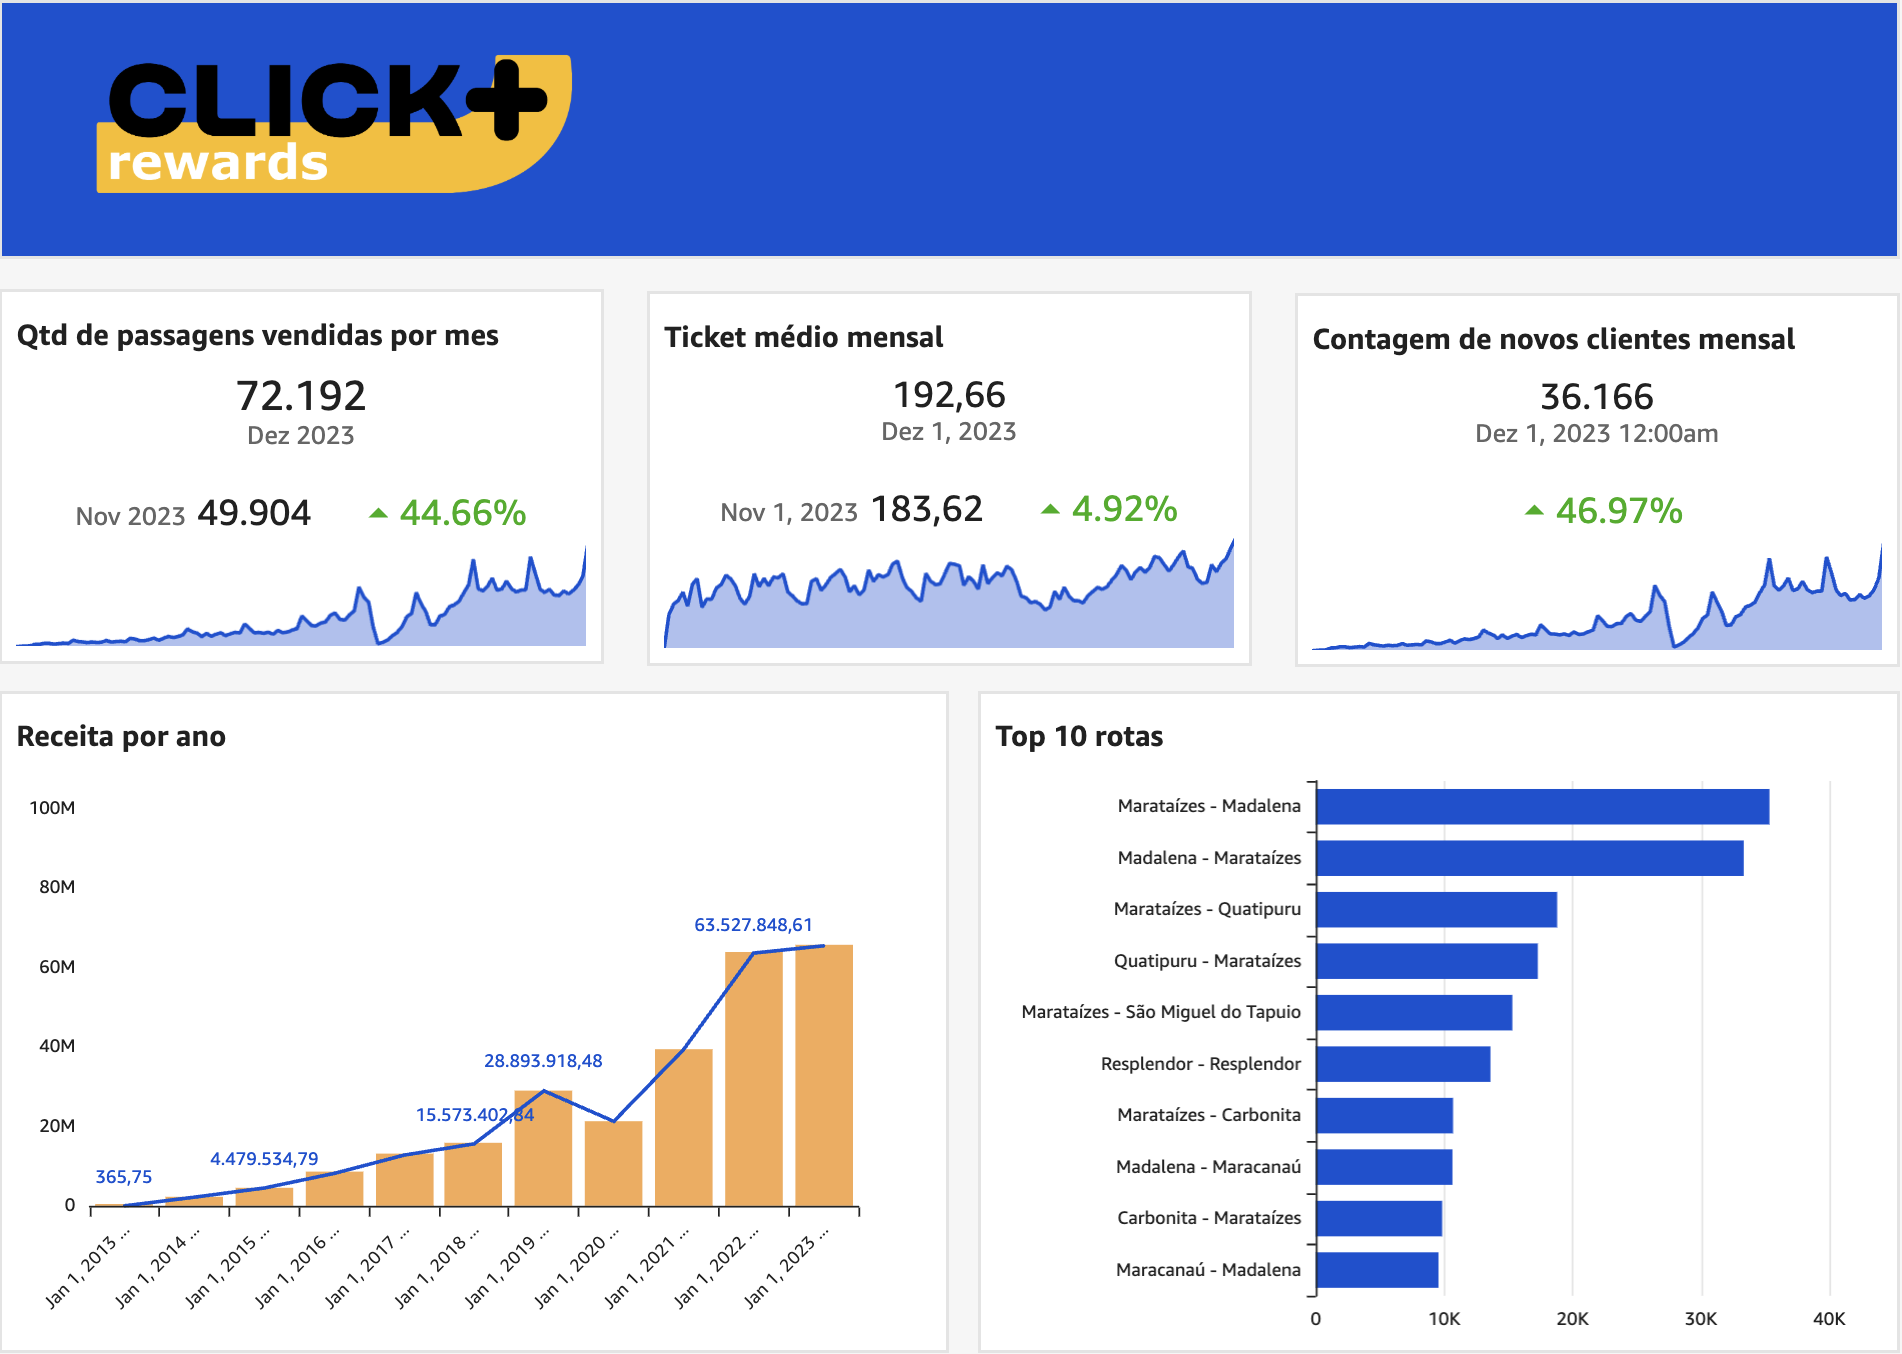 CLICK+
rewards
Qtd de passagens vendidas por mes
72.192
Dez 2023
Nov 2023 49.904 44.66%
Ticket médio mensal
192,66
Dez 1, 2023
Nov 1, 2023 183,62 4.92%
Contagem de novos clientes mensal
36.166
Dez 1, 2023 12:00am
46.97%
Receita por ano
100M
80M
60M
40M
20M
0
365,75
4.479.534,79
15.573.402,84
28.893.918,48
63.527.848,61
Jan 1, 2013 ...
Jan 1, 2014 ...
Jan 1, 2015 ...
Jan 1, 2016 ...
Jan 1, 2017 ...
Jan 1, 2018 ...
Jan 1, 2019 ...
Jan 1, 2020 ...
Jan 1, 2021 ...
Jan 1, 2022 ...
Jan 1, 2023 ...
Top 10 rotas
Marataízes - Madalena
Madalena - Marataízes
Marataízes - Quatipuru
Quatipuru - Marataízes
Marataízes - São Miguel do Tapuio
Resplendor - Resplendor
Marataízes - Carbonita
Madalena - Maracanaú
Carbonita - Marataízes
Maracanaú - Madalena
0 10K 20K 30K 40K